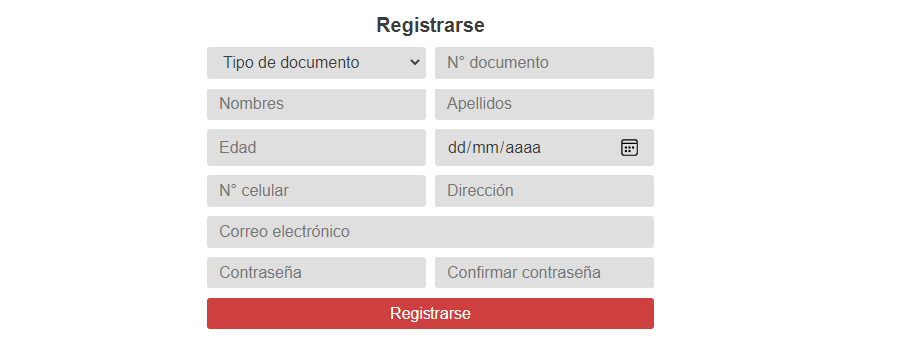 Registrarse
Tipo de documento N° documento
Nombres Apellidos
Edad dd/mm/aaaa
N° celular Dirección
Correo electrónico
Contraseña Confirmar contraseña
Registrarse